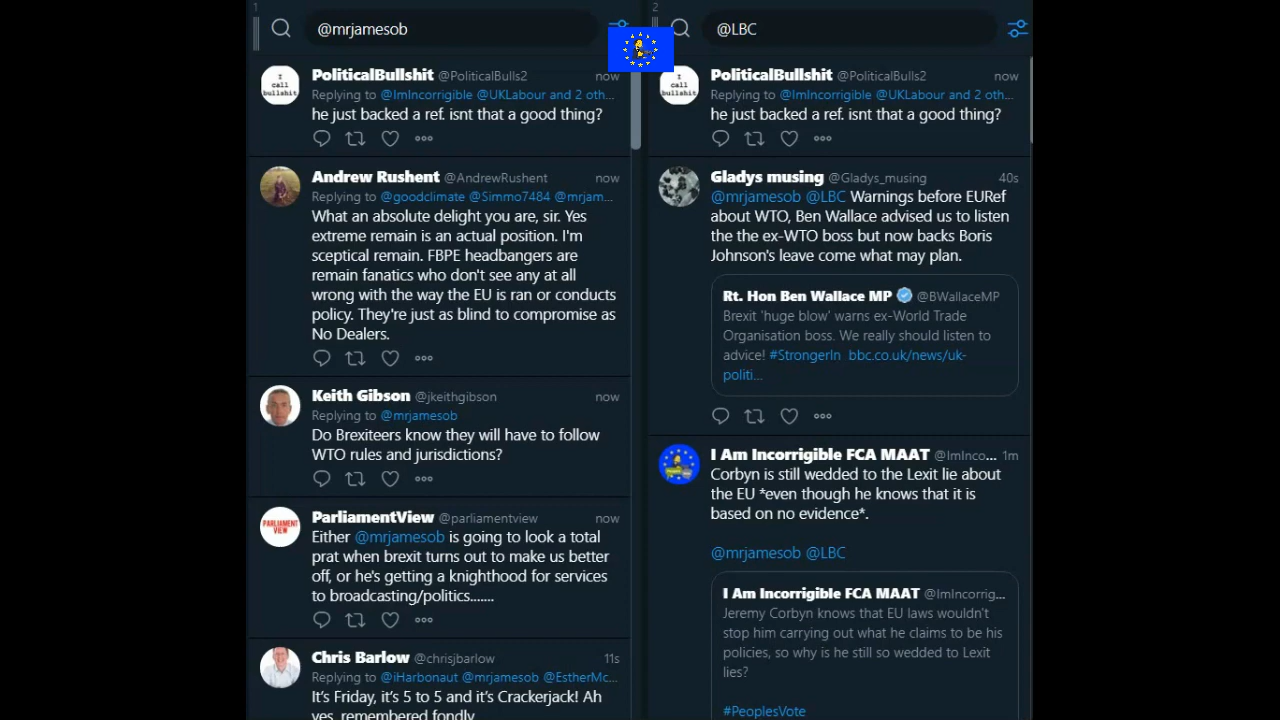 1
@mrjamesob
PoliticalBullshit @PoliticalBulls2 now
Replying to @ImIncorrigible @UKLabour and 2 oth...
he just backed a ref. isnt that a good thing?
I
call
bullshit
Andrew Rushent @AndrewRushent now
Replying to @goodclimate @Simmo7484 @mrjam...
What an absolute delight you are, sir. Yes
extreme remain is an actual position. I'm
sceptical remain. FBPE headbangers are
remain fanatics who don't see any at all
wrong with the way the EU is ran or conducts
policy. They're just as blind to compromise as
No Dealers.
Keith Gibson @jkeithgibson now
Replying to @mrjamesob
Do Brexiteers know they will have to follow
WTO rules and jurisdictions?
PARLIAMENT
VIEW
ParliamentView @parliamentview now
Either @mrjamesob is going to look a total
prat when brexit turns out to make us better
off, or he's getting a knighthood for services
to broadcasting/politics.......
Chris Barlow @chrisjbarlow 11s
Replying to @iHarbonaut @mrjamesob @EstherMc...
It's Friday, it's 5 to 5 and it's Crackerjack! Ah
yes, remembered fondly
2
@LBC
PoliticalBullshit @PoliticalBulls2 now
Replying to @ImIncorrigible @UKLabour and 2 oth...
he just backed a ref. isnt that a good thing?
I
call
bullshit
Gladys musing @Gladys_musing 40s
@mrjamesob @LBC Warnings before EURef
about WTO, Ben Wallace advised us to listen
the the ex-WTO boss but now backs Boris
Johnson's leave come what may plan.
Rt. Hon Ben Wallace MP @BWallaceMP
Brexit 'huge blow' warns ex-World Trade
Organisation boss. We really should listen to
advice! #StrongerIn bbc.co.uk/news/uk-
politi...
I Am Incorrigible FCA MAAT @ImInco... 1m
Corbyn is still wedded to the Lexit lie about
the EU *even though he knows that it is
based on no evidence*.
@mrjamesob @LBC
I Am Incorrigible FCA MAAT @ImIncorrig...
Jeremy Corbyn knows that EU laws wouldn't
stop him carrying out what he claims to be his
policies, so why is he still so wedded to Lexit
lies?
#PeoplesVote